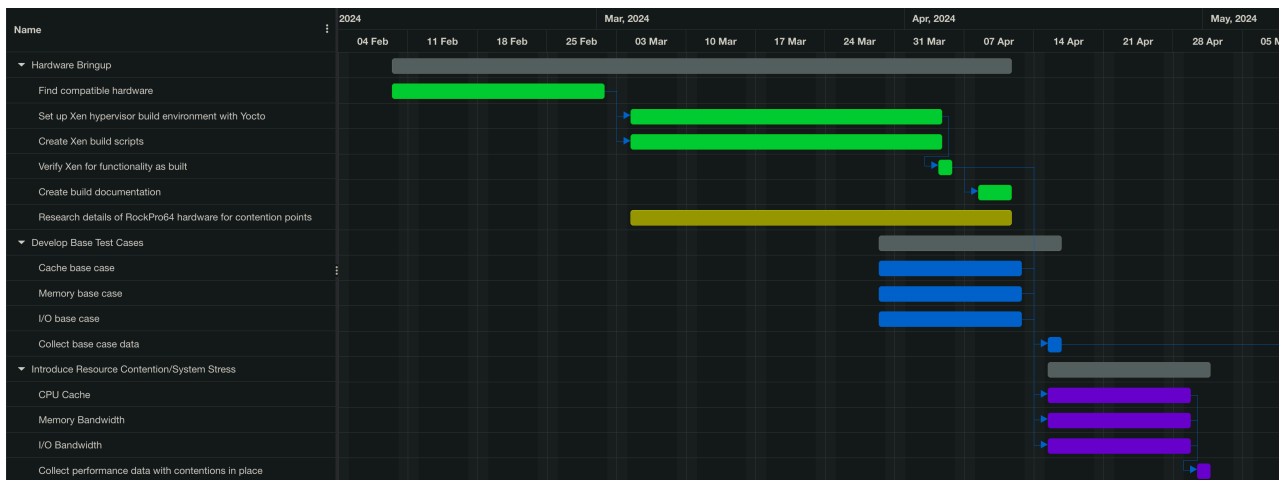 Name
2024
Mar, 2024
Apr, 2024
May, 2024
04 Feb
11 Feb
18 Feb
25 Feb
03 Mar
10 Mar
17 Mar
24 Mar
31 Mar
07 Apr
14 Apr
21 Apr
28 Apr
05 M
Hardware Bringup
Find compatible hardware
Set up Xen hypervisor build environment with Yocto
Create Xen build scripts
Verify Xen for functionality as built
Create build documentation
Research details of RockPro64 hardware for contention points
Develop Base Test Cases
Cache base case
Memory base case
I/O base case
Collect base case data
Introduce Resource Contention/System Stress
CPU Cache
Memory Bandwidth
I/O Bandwidth
Collect performance data with contentions in place